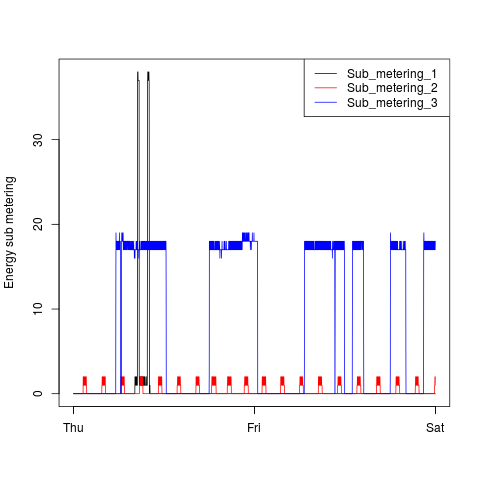 Sub_metering_1
Sub_metering_2
Sub_metering_3
Energy sub metering
30
20
10
0
Thu Fri Sat